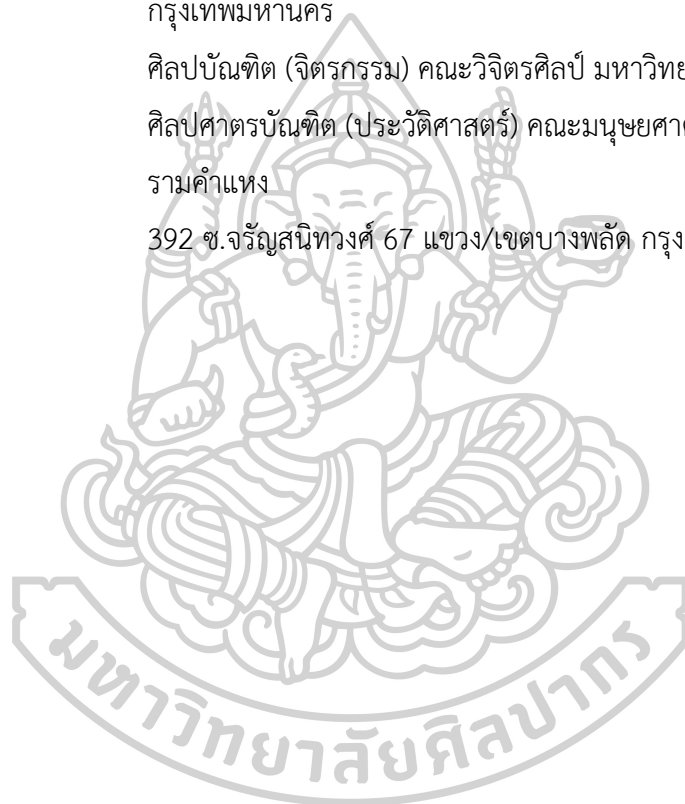 กรุงเทพมหานคร
ศิลปบัณฑิต (จิตรกรรม) คณะวิจิตรศิลป์
ศิลปศาตรบัณฑิต (ประวัติศาสตร์)
รามคำแหง
392 ซ.จรัญสนิทวงศ์ 67 แขวง/เขตบางพลัด
มหาวิทยาลัยศิลปากร